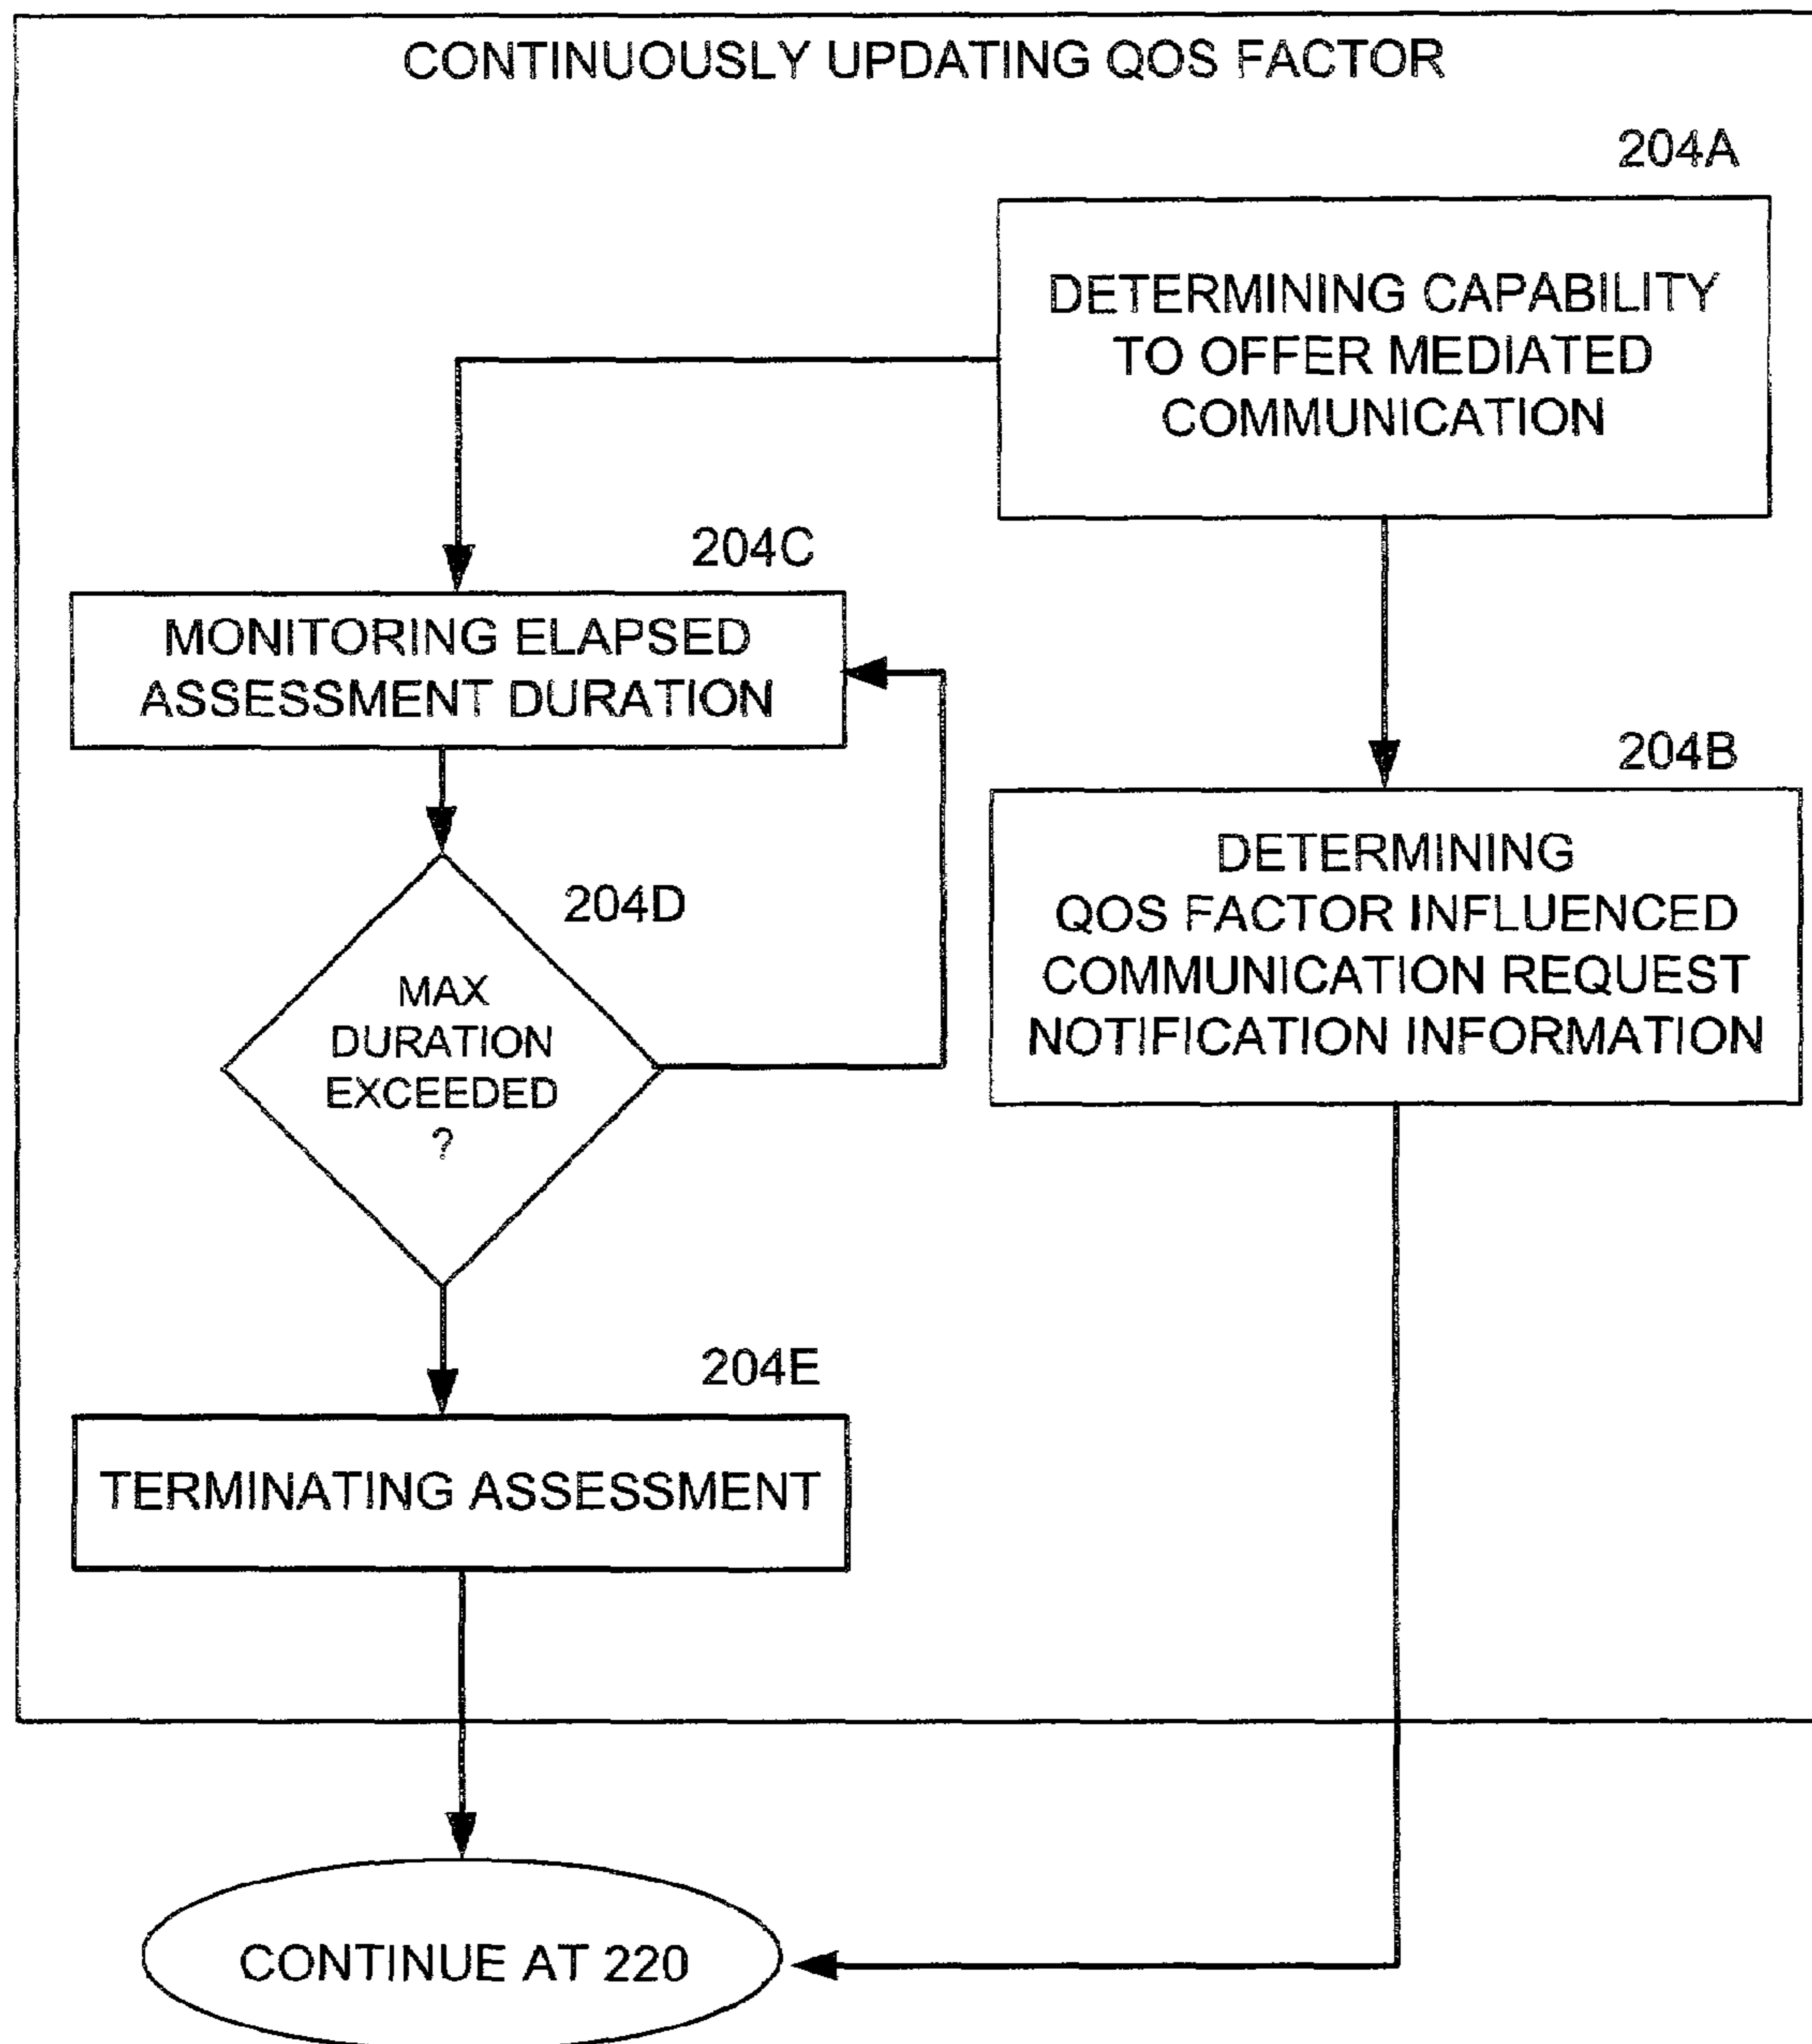 CONTINUOUSLY UPDATING QOS FACTOR
204A
DETERMINING CAPABILITY
TO OFFER MEDIATED
COMMUNICATION
204C
MONITORING ELAPSED
ASSESSMENT DURATION
204B
DETERMINING
QOS FACTOR INFLUENCED
COMMUNICATION REQUEST
NOTIFICATION INFORMATION
204D
MAX
DURATION
EXCEEDED
?
204E
TERMINATING ASSESSMENT
CONTINUE AT 220